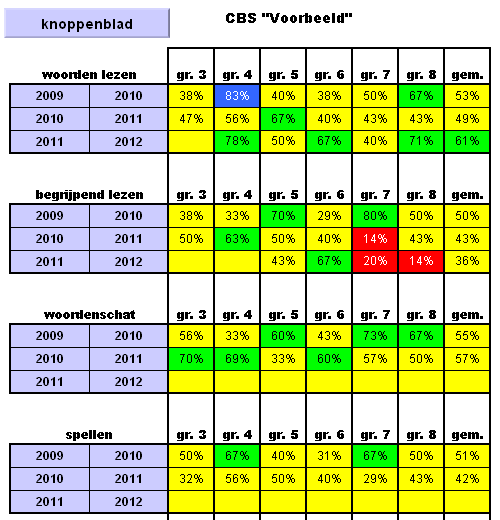 knoppenblad
CBS "Voorbeeld"
woorden lezen gr. 3 gr. 4 gr. 5 gr. 6 gr. 7 gr. 8 gem.
2009 2010 38% 83% 40% 38% 50% 67% 53%
2010 2011 47% 56% 67% 40% 43% 43% 49%
2011 2012 78% 50% 67% 40% 71% 61%
begrijpend lezen gr. 3 gr. 4 gr. 5 gr. 6 gr. 7 gr. 8 gem.
2009 2010 38% 33% 70% 29% 80% 50% 50%
2010 2011 50% 63% 50% 40% 14% 43% 43%
2011 2012 43% 67% 20% 14% 36%
woordenschat gr. 3 gr. 4 gr. 5 gr. 6 gr. 7 gr. 8 gem.
2009 2010 56% 33% 60% 43% 73% 67% 55%
2010 2011 70% 69% 33% 60% 57% 50% 57%
2011 2012
spellen gr. 3 gr. 4 gr. 5 gr. 6 gr. 7 gr. 8 gem.
2009 2010 50% 67% 40% 31% 67% 50% 51%
2010 2011 32% 56% 50% 40% 29% 43% 42%
2011 2012